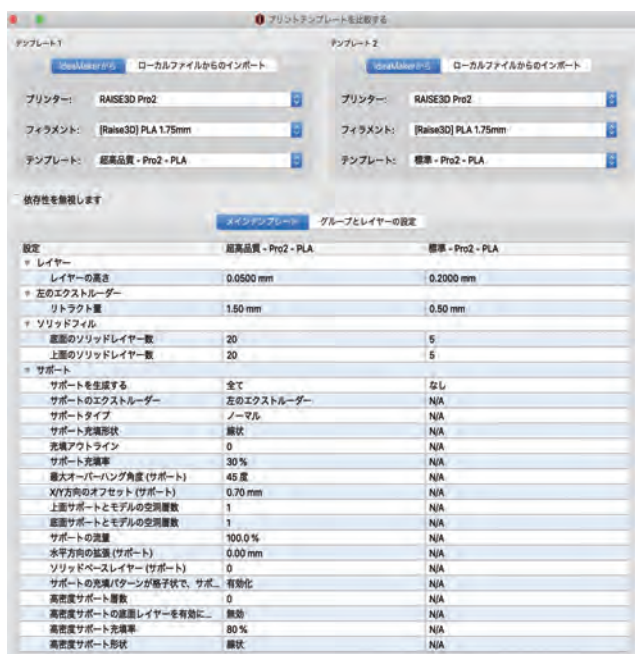 プリントテンプレートを比較する
テンプレート1 テンプレート2
ideaMakerから ローカルファイルからのインポート ideaMakerから ローカルファイルからのインポート
プリンター: RAISE3D Pro2 プリンター: RAISE3D Pro2
フィラメント: [Raise3D] PLA 1.75mm フィラメント: [Raise3D] PLA 1.75mm
テンプレート: 超高品質 - Pro2 - PLA テンプレート: 標準 - Pro2 - PLA
依存性を無視します
メインテンプレート グループとレイヤーの設定
設定 超高品質 - Pro2 - PLA 標準 - Pro2 - PLA
レイヤー
レイヤーの高さ 0.0500 mm 0.2000 mm
左のエクストルーダー
リトラクト量 1.50 mm 0.50 mm
ソリッドフィル
底面のソリッドレイヤー数 20 5
上面のソリッドレイヤー数 20 5
サポート
サポートを生成する 全て なし
サポートのエクストルーダー 左のエクストルーダー N/A
サポートタイプ ノーマル N/A
サポート充填形状 線状 N/A
充填アウトライン 0 N/A
サポート充填率 30 % N/A
最大オーバーハング角度 (サポート) 45 度 N/A
X/Y方向のオフセット (サポート) 0.70 mm N/A
上面サポートとモデルの空洞層数 1 N/A
底面サポートとモデルの空洞層数 1 N/A
サポートの流量 100.0 % N/A
水平方向の拡張 (サポート) 0.00 mm N/A
ソリッドベースレイヤー (サポート) 0 N/A
サポートの充填パターンが格子状で、サポ... 有効化 N/A
高密度サポート層数 0 N/A
高密度サポートの底面レイヤーを有効に... 無効 N/A
高密度サポート充填率 80 % N/A
高密度サポート形状 線状 N/A